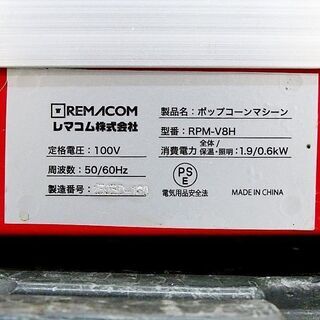 REMACOM
レマコム株式会社
定格電圧：100V
周波数：50/60Hz
製造番号：
製品名：ポップコーンマシーン
型番：RPM-V8H
消費電力：全体/保温・照明：1.9/0.6kW
PS
E
電気用品安全法
MADE IN CHINA